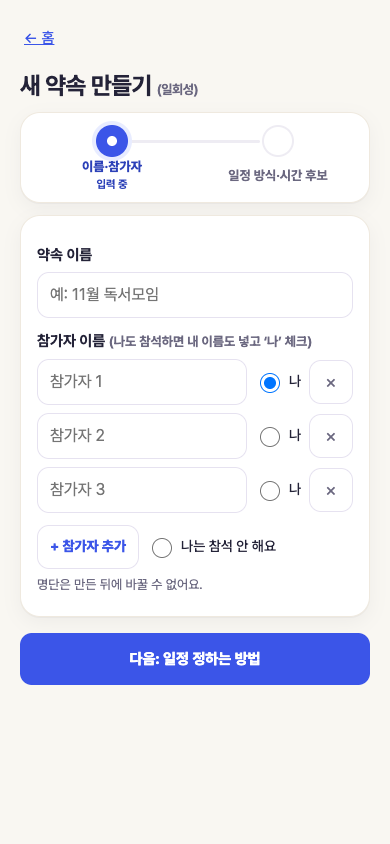 ← 홈
새 약속 만들기 (일회성)
이름·참가자
입력 중
일정 방식·시간 후보
약속 이름
예: 11월 독서모임
참가자 이름 (나도 참석하면 내 이름도 넣고 ‘나’ 체크)
참가자 1 나 ×
참가자 2 나 ×
참가자 3 나 ×
+ 참가자 추가 나는 참석 안 해요
명단은 만든 뒤에 바꿀 수 없어요.
다음: 일정 정하는 방법